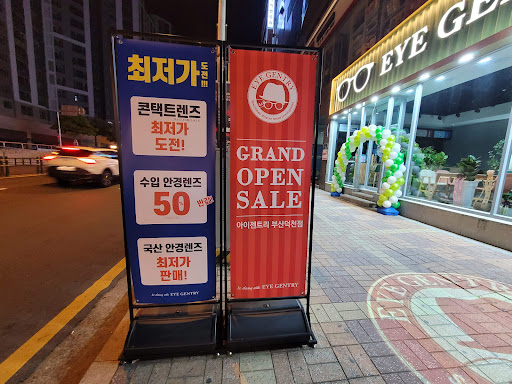 최저가 도전!!!
콘택트렌즈
최저가
도전!
수입 안경렌즈
50
국산 안경렌즈
최저가
판매!
EYE GENTRY
EYE GENTRY
GRAND
OPEN
SALE
아이젠트리 부산덕천점
EYE GENTRY
EYE GENTRY
EYE GENTRY